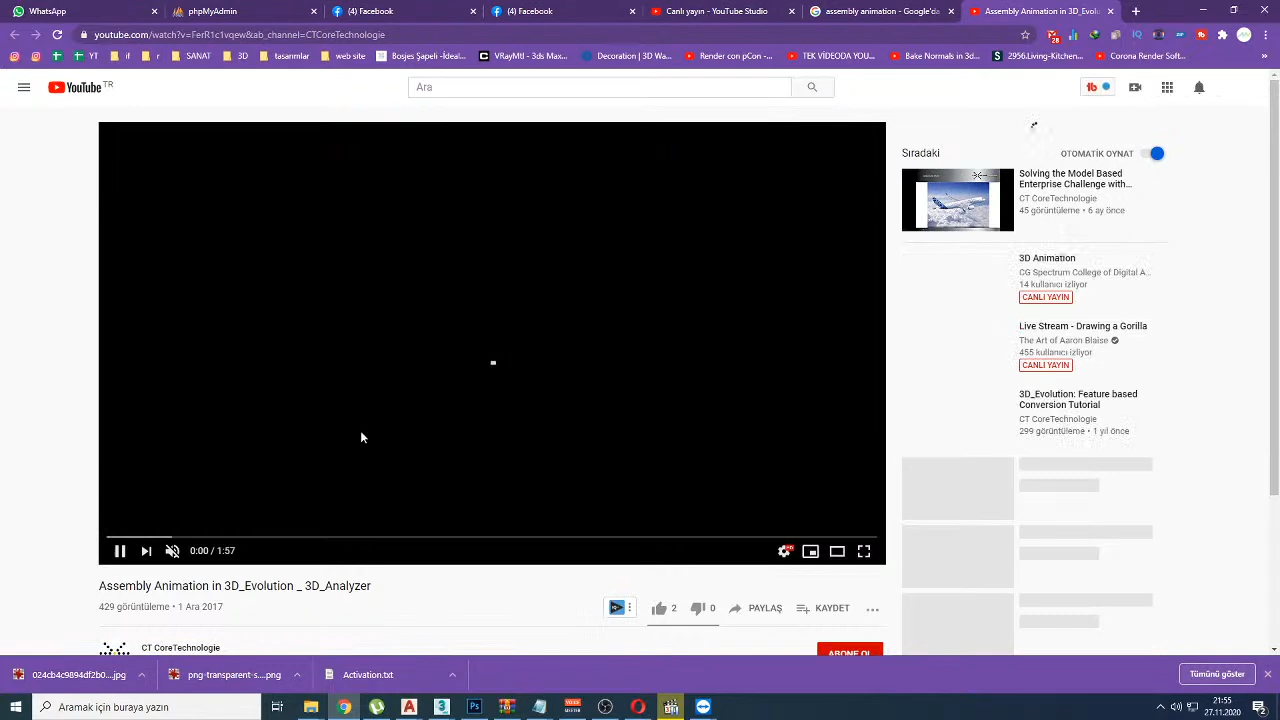 WhatsApp
phpMyAdmin
(4) Facebook
(4) Facebook
Canlı yayın - YouTube Studio
assembly animation - Google'da
Assembly Animation in 3D_Evolu
youtube.com/watch?v=FerR1c1vqew&ab_channel=CTCoreTechnologie
28
YT
if
r
SANAT
3D
tasarımlar
web site
Boşes Şapeli -İdeal...
VRayMtl - 3ds Max...
Decoration | 3D Wa...
Render con pCon -...
TEK VİDEODA YOU...
Bake Normals in 3d...
2956.Living-Kitchen...
Corona Render Soft...
YouTube TR
Ara
Sıradaki
OTOMATİK OYNAT
Solving the Model Based
Enterprise Challenge with...
CT CoreTechnologie
45 görüntüleme • 6 ay önce
3D Animation
CG Spectrum College of Digital A...
14 kullanıcı izliyor
CANLI YAYIN
Live Stream - Drawing a Gorilla
The Art of Aaron Blaise
455 kullanıcı izliyor
CANLI YAYIN
3D_Evolution: Feature based
Conversion Tutorial
CT CoreTechnologie
299 görüntüleme • 1 yıl önce
0:00 / 1:57
Assembly Animation in 3D_Evolution _ 3D_Analyzer
429 görüntüleme • 1 Ara 2017
2
0
PAYLAŞ
KAYDET
CT CoreTechnologie
ABONE OL
024cb4c9894df2b0....jpg
png-transparent-s....png
Activation.txt
Tümünü göster
Aramak için buraya yazın
21:55
27.11.2020